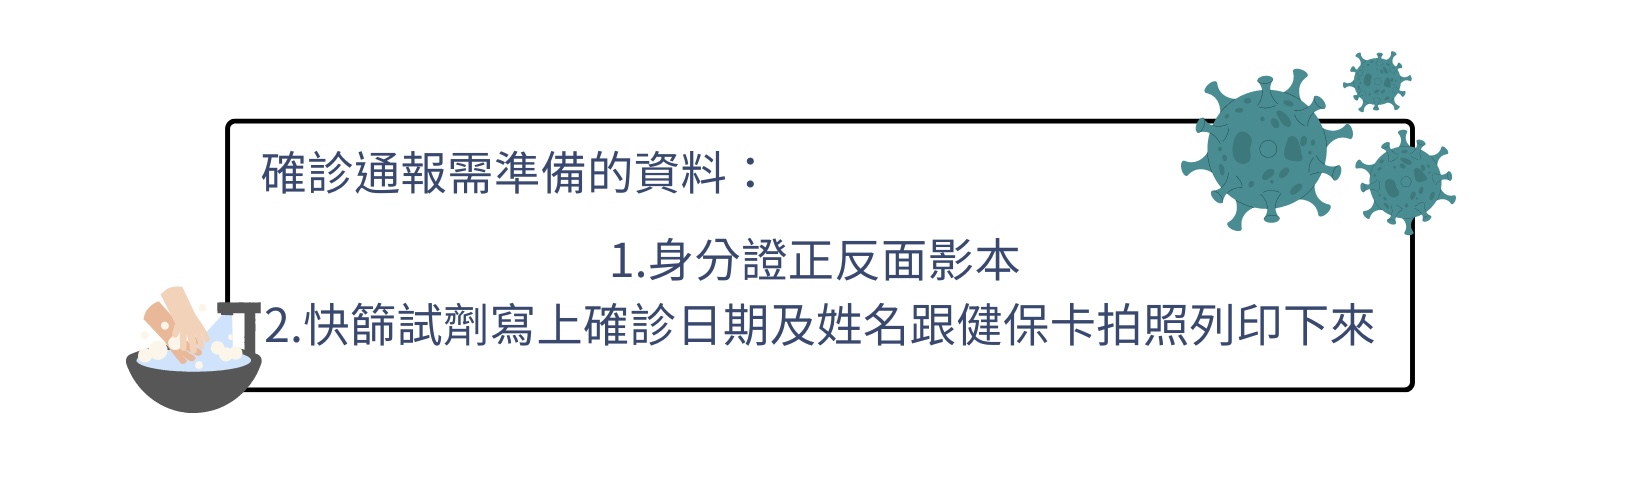 確診通報需準備的資料：
1.身分證正反面影本
2.快篩試劑寫上確診日期及姓名跟健保卡拍照列印下來